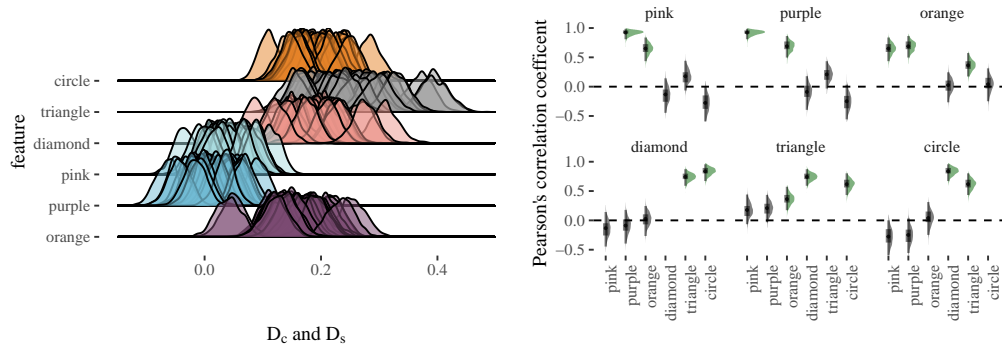 feature
circle
triangle
diamond
pink
purple
orange
0.0
0.2
0.4
D_c and D_s
Pearson's correlation coefficent
pink
purple
orange
1.0
0.5
0.0
−0.5
diamond
triangle
circle
1.0
0.5
0.0
−0.5
pink
purple
orange
diamond
triangle
circle
pink
purple
orange
diamond
triangle
circle
pink
purple
orange
diamond
triangle
circle